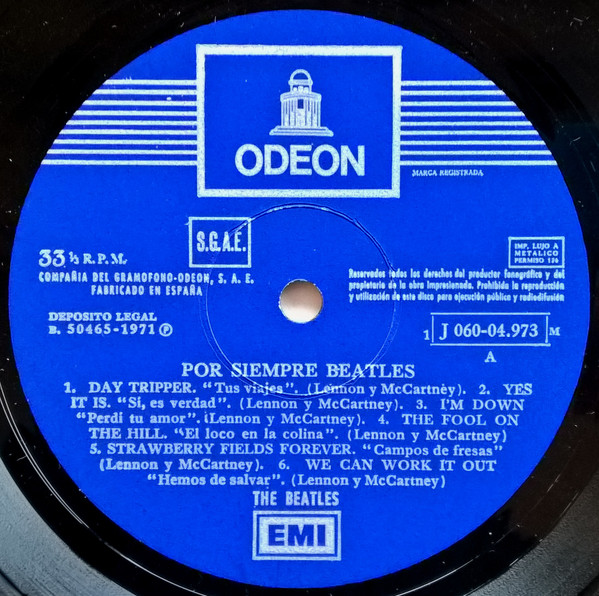 ODEON
MARCA REGISTRADA
S.G.A.E.
33 ⅓ R.P.M.
COMPAÑIA DEL GRAMOFONO-ODEON, S. A. E.
FABRICADO EN ESPAÑA
IMP. LUJO A
METALICO
PERMISO 126
Reservados todos los derechos del productor fonográfico y del
propietario de la obra impresionada. Prohibida la reproducción
y utilización de este disco para ejecución pública y radiodifusión
DEPOSITO LEGAL
B. 50465-1971 Ⓟ
1 J 060-04.973 M
A
POR SIEMPRE BEATLES
1. DAY TRIPPER. “Tus viajes”. (Lennon y McCartney). 2. YES
IT IS. “Sí, es verdad”. (Lennon y McCartney). 3. I'M DOWN
“Perdí tu amor”. (Lennon y McCartney). 4. THE FOOL ON
THE HILL. “El loco en la colina”. (Lennon y McCartney)
5. STRAWBERRY FIELDS FOREVER. “Campos de fresas”
(Lennon y McCartney). 6. WE CAN WORK IT OUT
“Hemos de salvar”. (Lennon y McCartney)
THE BEATLES
EMI